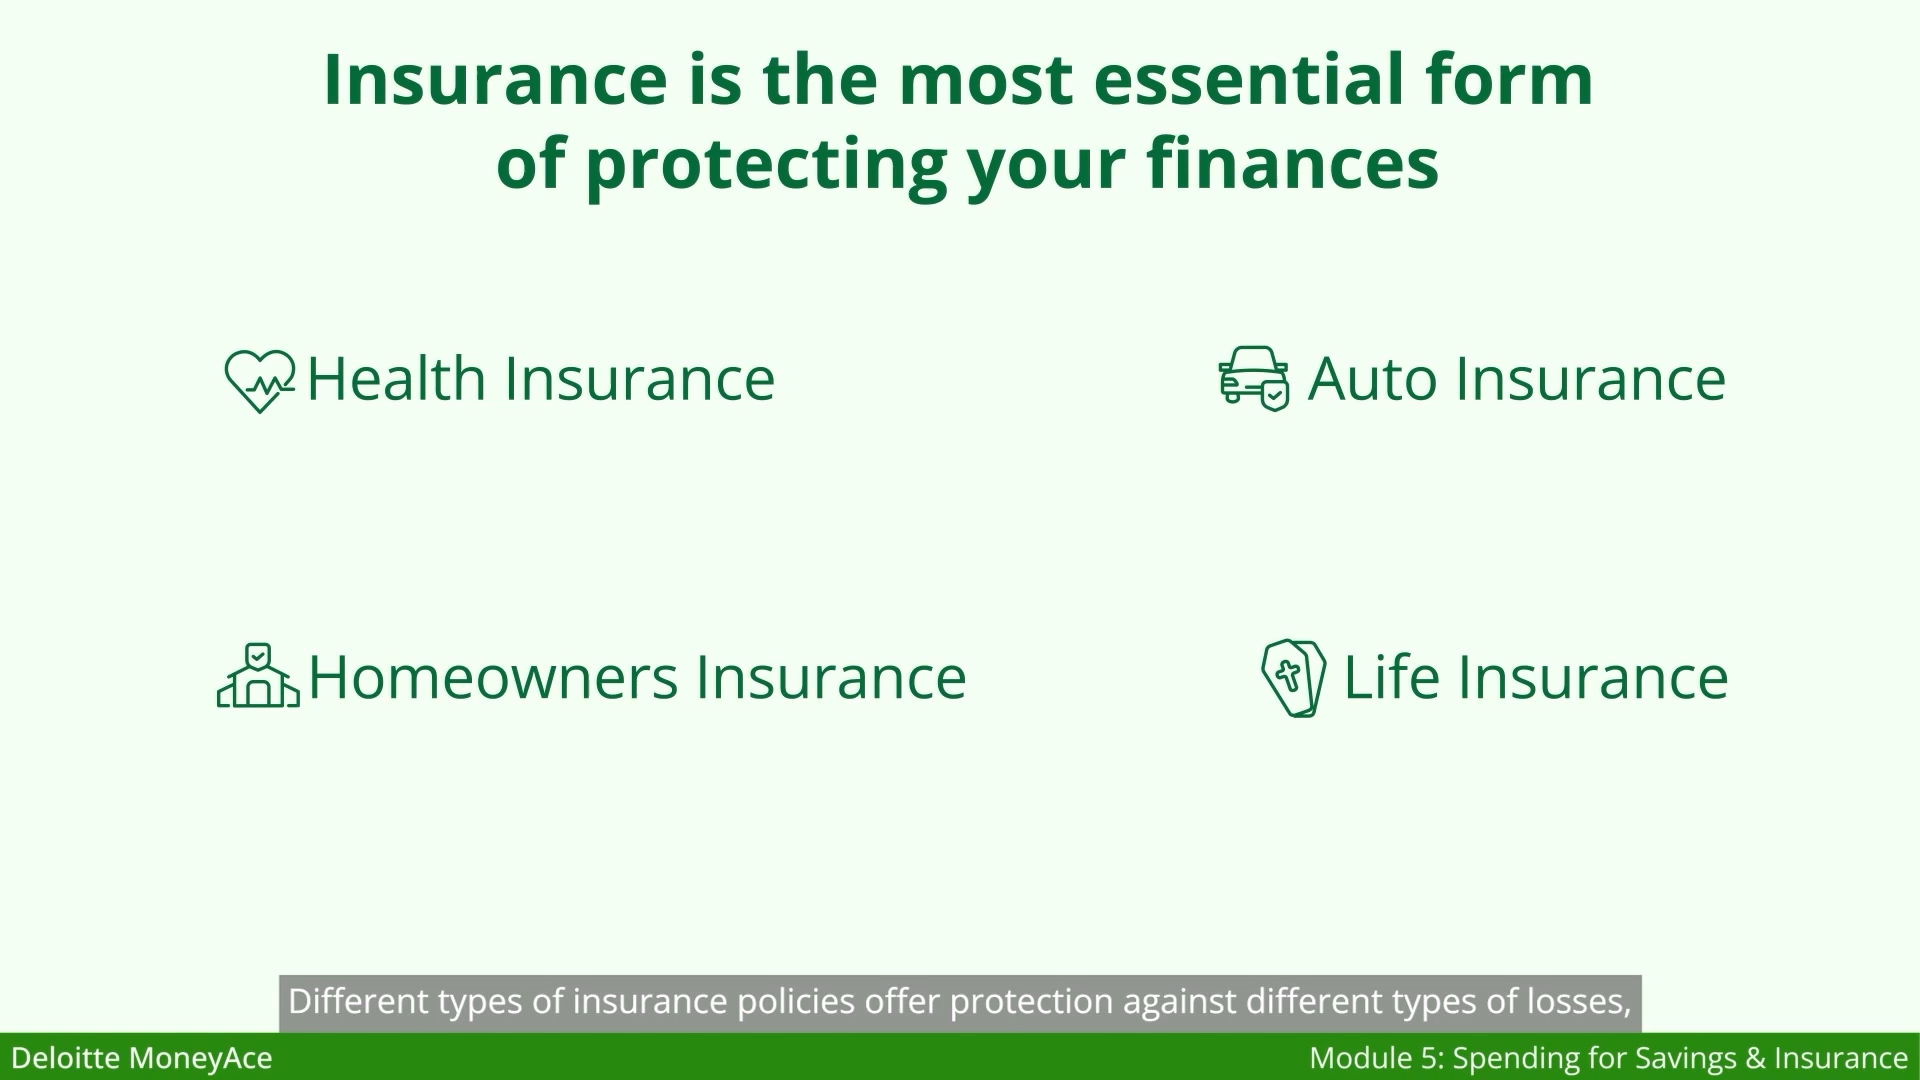 Insurance is the most essential form
of protecting your finances
Health Insurance
Auto Insurance
Homeowners Insurance
Life Insurance
Different types of insurance policies offer protection against different types of losses,
Deloitte MoneyAce
Module 5: Spending for Savings & Insurance